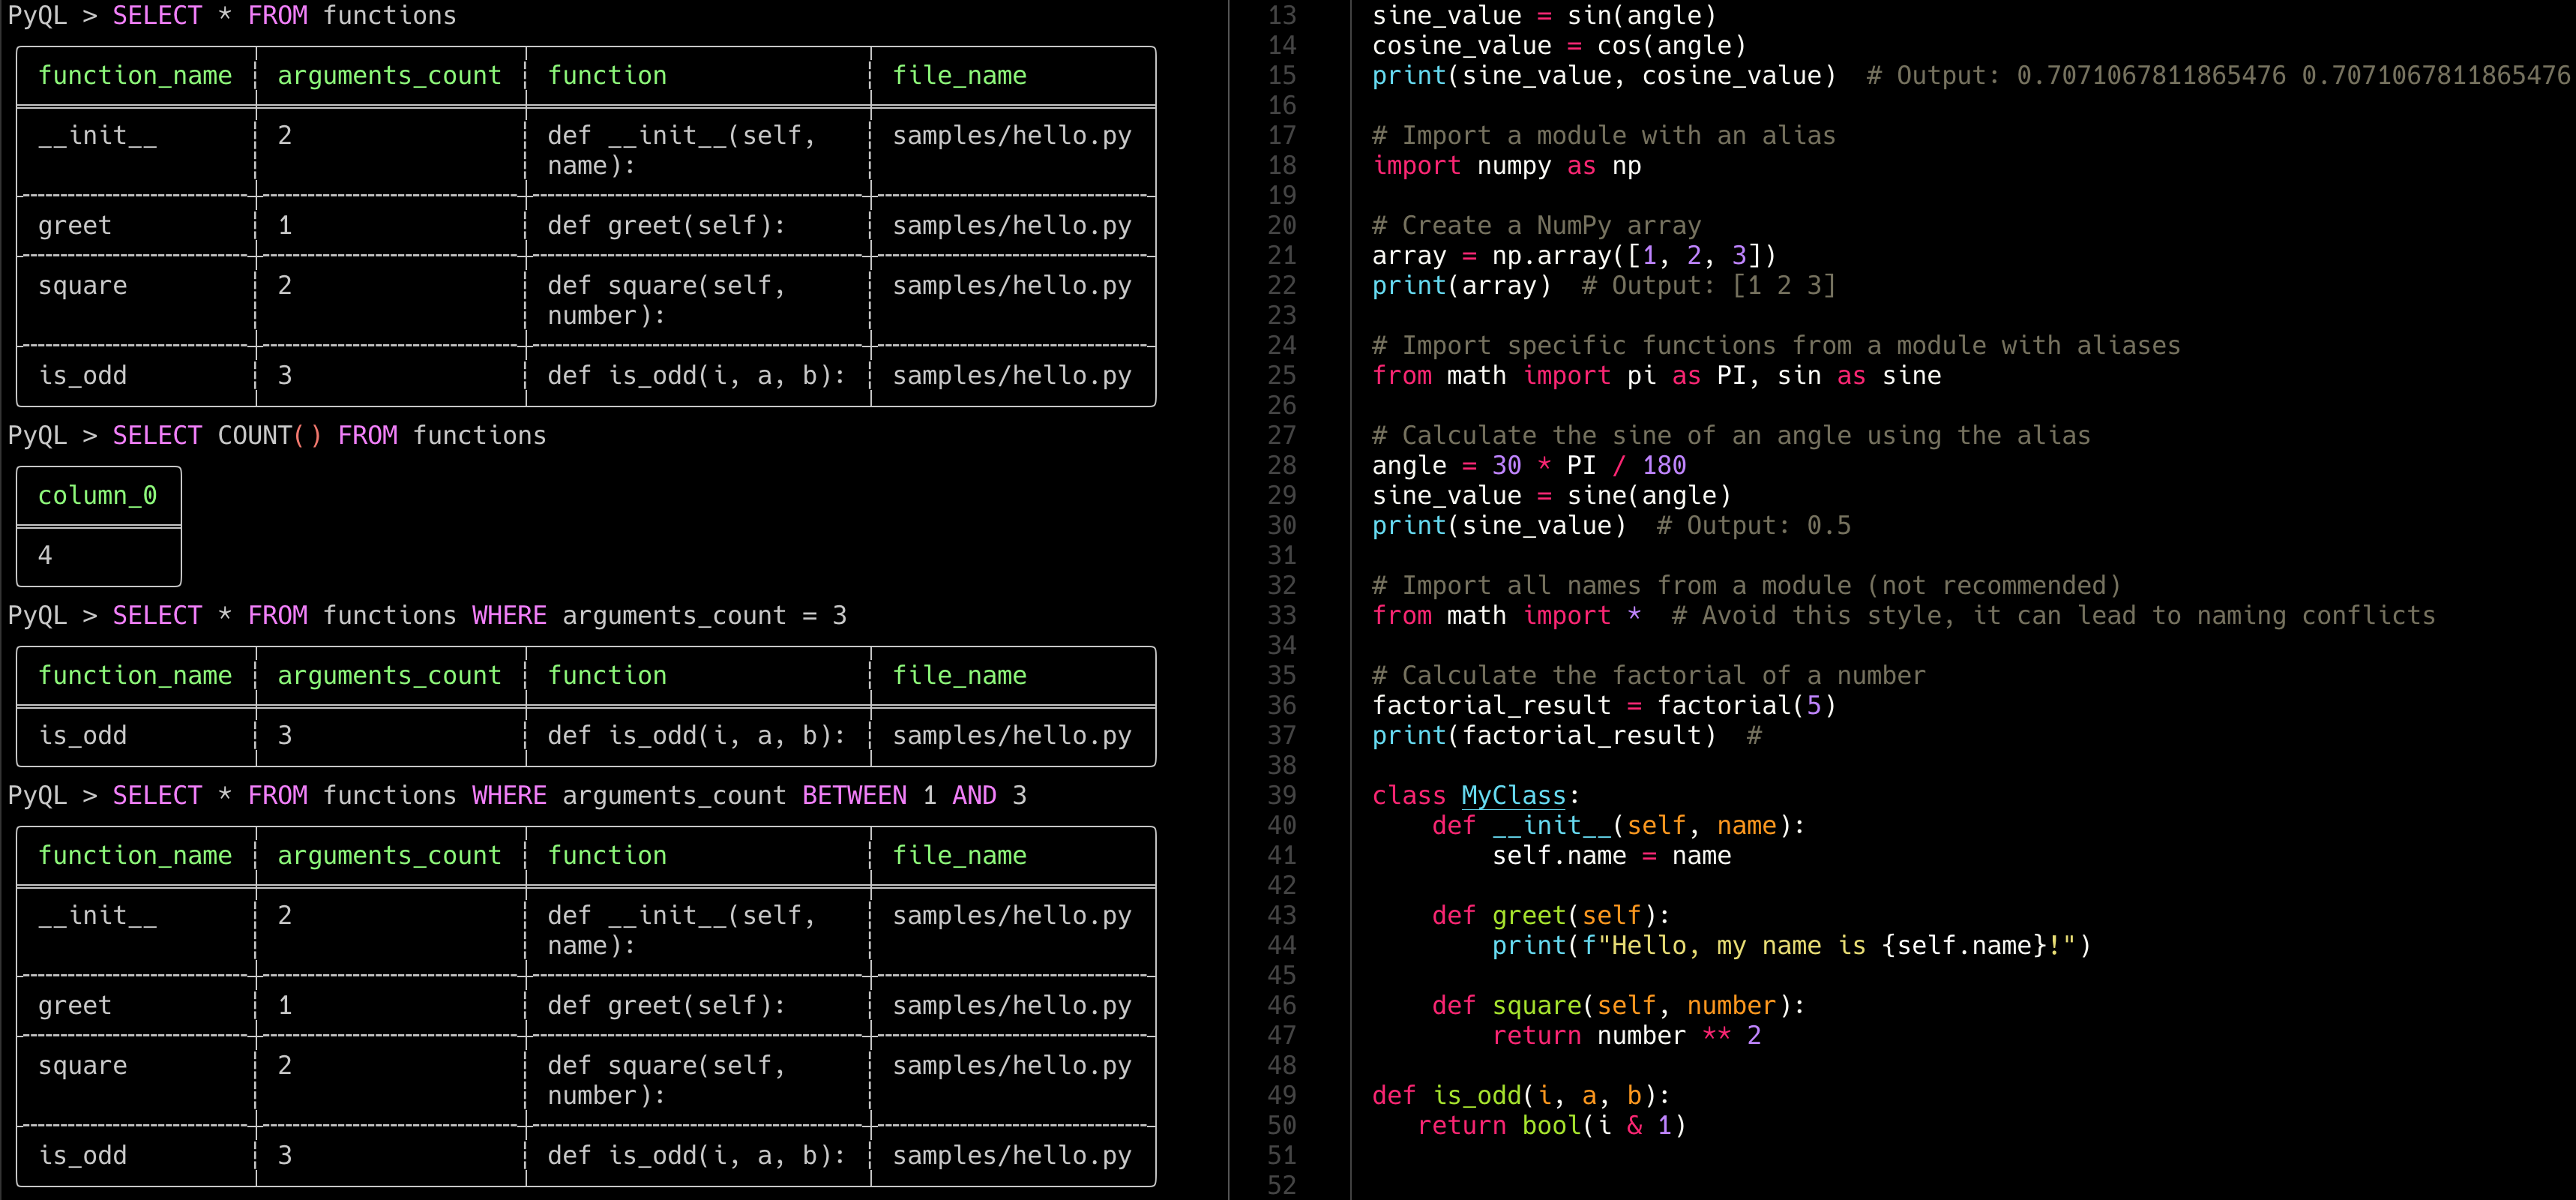 PyQL > SELECT * FROM functions
function_name arguments_count function file_name
__init__ 2 def __init__(self, samples/hello.py
name):
greet 1 def greet(self): samples/hello.py
square 2 def square(self, samples/hello.py
number):
is_odd 3 def is_odd(i, a, b): samples/hello.py
PyQL > SELECT COUNT() FROM functions
column_0
4
PyQL > SELECT * FROM functions WHERE arguments_count = 3
function_name arguments_count function file_name
is_odd 3 def is_odd(i, a, b): samples/hello.py
PyQL > SELECT * FROM functions WHERE arguments_count BETWEEN 1 AND 3
function_name arguments_count function file_name
__init__ 2 def __init__(self, samples/hello.py
name):
greet 1 def greet(self): samples/hello.py
square 2 def square(self, samples/hello.py
number):
is_odd 3 def is_odd(i, a, b): samples/hello.py
13 sine_value = sin(angle)
14 cosine_value = cos(angle)
15 print(sine_value, cosine_value)  # Output: 0.7071067811865476 0.7071067811865476
16
17 # Import a module with an alias
18 import numpy as np
19
20 # Create a NumPy array
21 array = np.array([1, 2, 3])
22 print(array)  # Output: [1 2 3]
23
24 # Import specific functions from a module with aliases
25 from math import pi as PI, sin as sine
26
27 # Calculate the sine of an angle using the alias
28 angle = 30 * PI / 180
29 sine_value = sine(angle)
30 print(sine_value)  # Output: 0.5
31
32 # Import all names from a module (not recommended)
33 from math import *  # Avoid this style, it can lead to naming conflicts
34
35 # Calculate the factorial of a number
36 factorial_result = factorial(5)
37 print(factorial_result)  #
38
39 class MyClass:
40     def __init__(self, name):
41         self.name = name
42
43     def greet(self):
44         print(f"Hello, my name is {self.name}!")
45
46     def square(self, number):
47         return number ** 2
48
49 def is_odd(i, a, b):
50    return bool(i & 1)
51
52